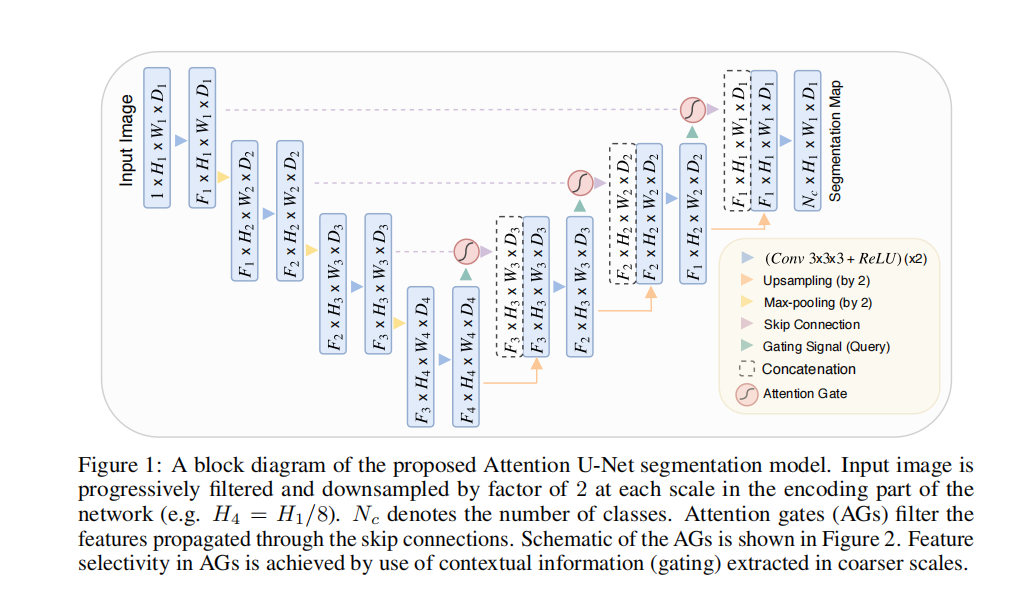 Input Image
1 x H1 x W1 x D1
F1 x H1 x W1 x D1
F1 x H2 x W2 x D2
F2 x H2 x W2 x D2
F2 x H3 x W3 x D3
F3 x H3 x W3 x D3
F3 x H4 x W4 x D4
F4 x H4 x W4 x D4
F3 x H3 x W3 x D3
F3 x H3 x W3 x D3
F2 x H3 x W3 x D3
F2 x H2 x W2 x D2
F2 x H2 x W2 x D2
F1 x H2 x W2 x D2
F1 x H1 x W1 x D1
F1 x H1 x W1 x D1
Nc x H1 x W1 x D1
Segmentation Map
(Conv 3x3x3 + ReLU) (x2)
Upsampling (by 2)
Max-pooling (by 2)
Skip Connection
Gating Signal (Query)
Concatenation
Attention Gate
Figure 1: A block diagram of the proposed Attention U-Net segmentation model. Input image is
progressively filtered and downsampled by factor of 2 at each scale in the encoding part of the
network (e.g. H4 = H1/8). Nc denotes the number of classes. Attention gates (AGs) filter the
features propagated through the skip connections. Schematic of the AGs is shown in Figure 2. Feature
selectivity in AGs is achieved by use of contextual information (gating) extracted in coarser scales.